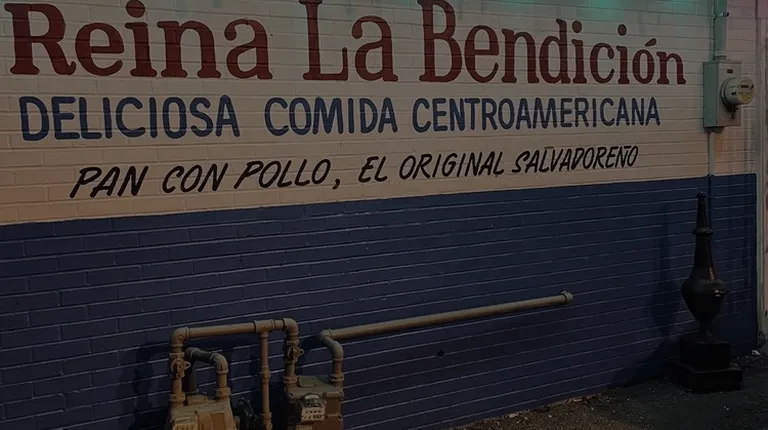 Reina La Bendición
DELICIOSA COMIDA CENTROAMERICANA
PAN CON POLLO, EL ORIGINAL SALVADOREÑO